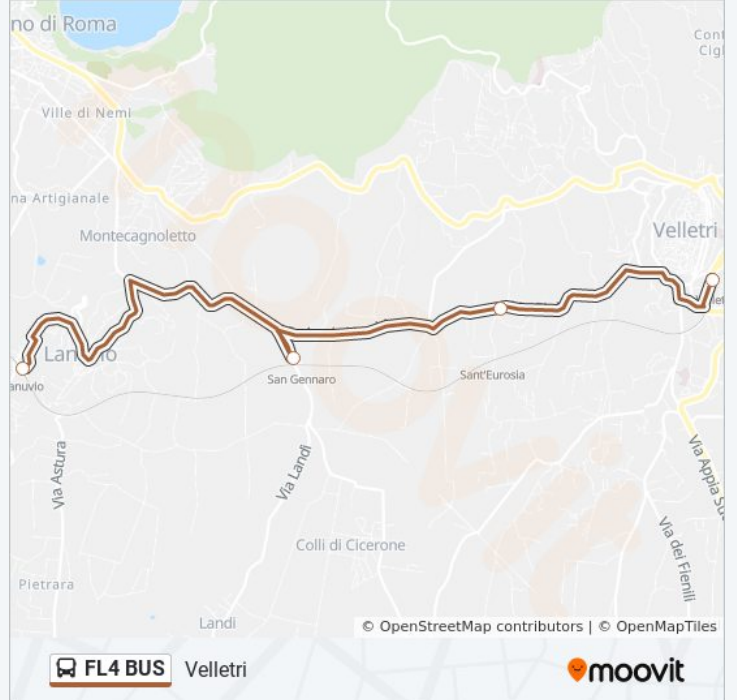 no di Roma
Cont
Cigl
Ville di Nemi
na Artigianale
Montecagnoletto
Velletri
Lanuvio
anuvio
San Gennaro
Sant'Eurosia
Via Astura
Via Landi
Via Appia Su
Colli di Cicerone
Via dei Fienili
Pietrara
Landi
© OpenStreetMap contributors | © OpenMapTiles
FL4 BUS
Velletri
moovit